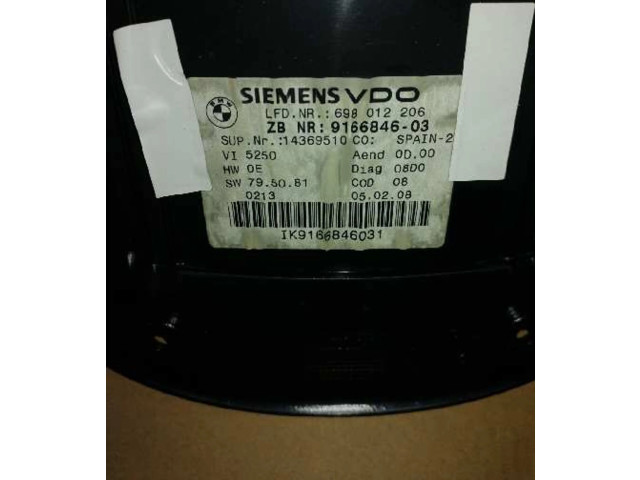 BMW
SIEMENS VDO
LFD.NR.: 698 012 206
ZB NR: 9166846-03
SUP.Nr.:14369510 CO: SPAIN-2
VI 5250 Aend 0D.00
HW 0E Diag 08D0
SW 79.50.81 COD 08
0213 05.02.08
IK9166846031